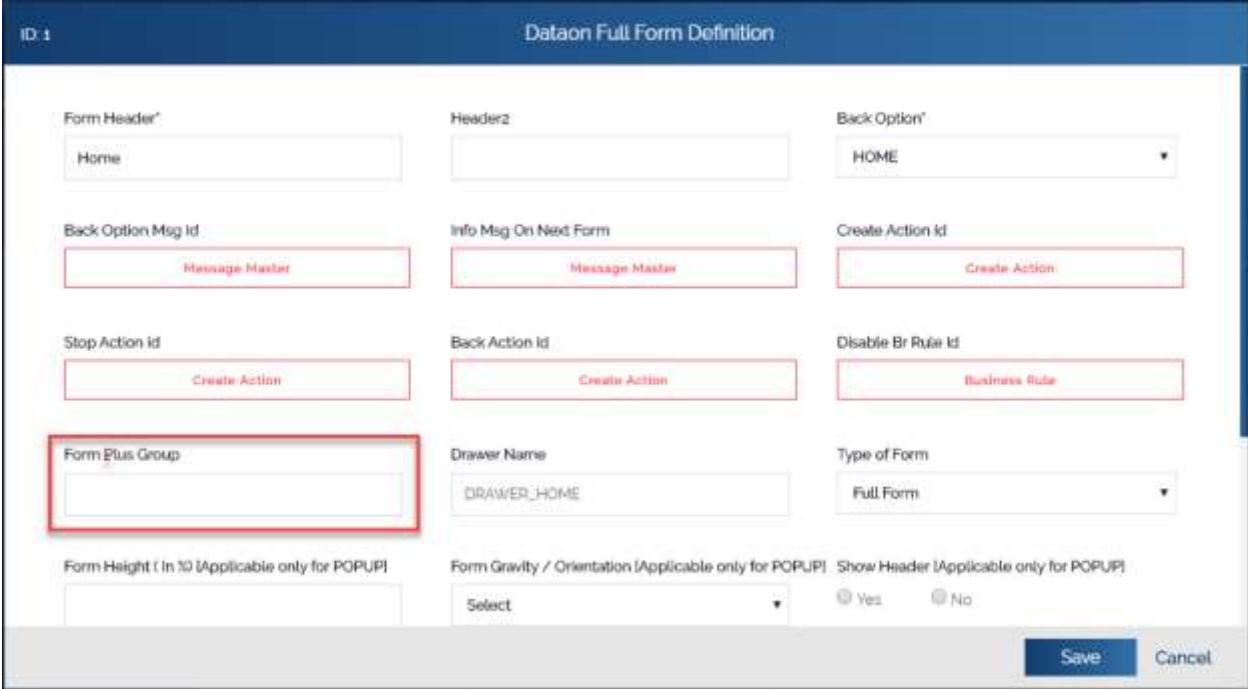 ID: 1
Dataon Full Form Definition
Form Header* Header2 Back Option*
Home HOME
Back Option Msg Id Info Msg On Next Form Create Action Id
Message Master Message Master Create Action
Stop Action Id Back Action Id Disable Br Rule Id
Create Action Create Action Business Rule
Form Plus Group Drawer Name Type of Form
DRAWER_HOME Full Form
Form Height ( In %) [Applicable only for POPUP] Form Gravity / Orientation [Applicable only for POPUP] Show Header [Applicable only for POPUP]
Select Yes No
Save Cancel